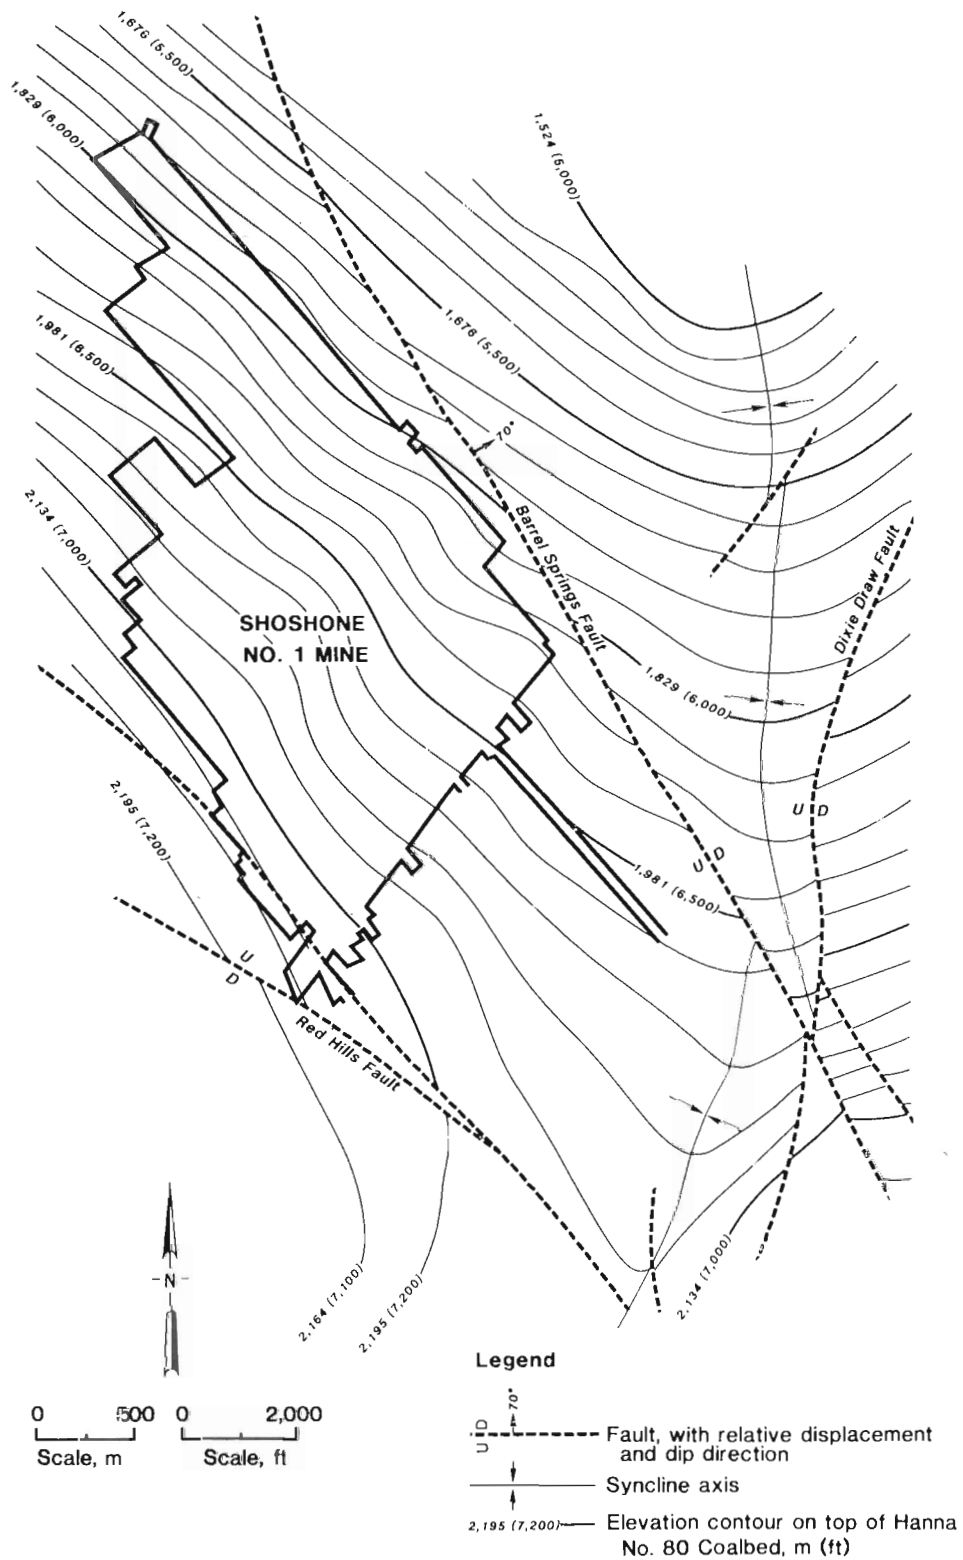 1,676 (5,500)
1,829 (6,000)
1,524 (5,000)
1,981 (6,500)
1,676 (5,500)
70°
2,134 (7,000)
Barrel Springs Fault
Dixie Draw Fault
SHOSHONE
NO. 1 MINE
1,829 (6,000)
2,195 (7,200)
U D
U D
1,981 (6,500)
U
D
Red Hills Fault
N
2,164 (7,100)
2,195 (7,200)
2,134 (7,000)
Legend
0 500
Scale, m
0 2,000
Scale, ft
U D 70°
Fault, with relative displacement
and dip direction
Syncline axis
2,195 (7,200)
Elevation contour on top of Hanna
No. 80 Coalbed, m (ft)